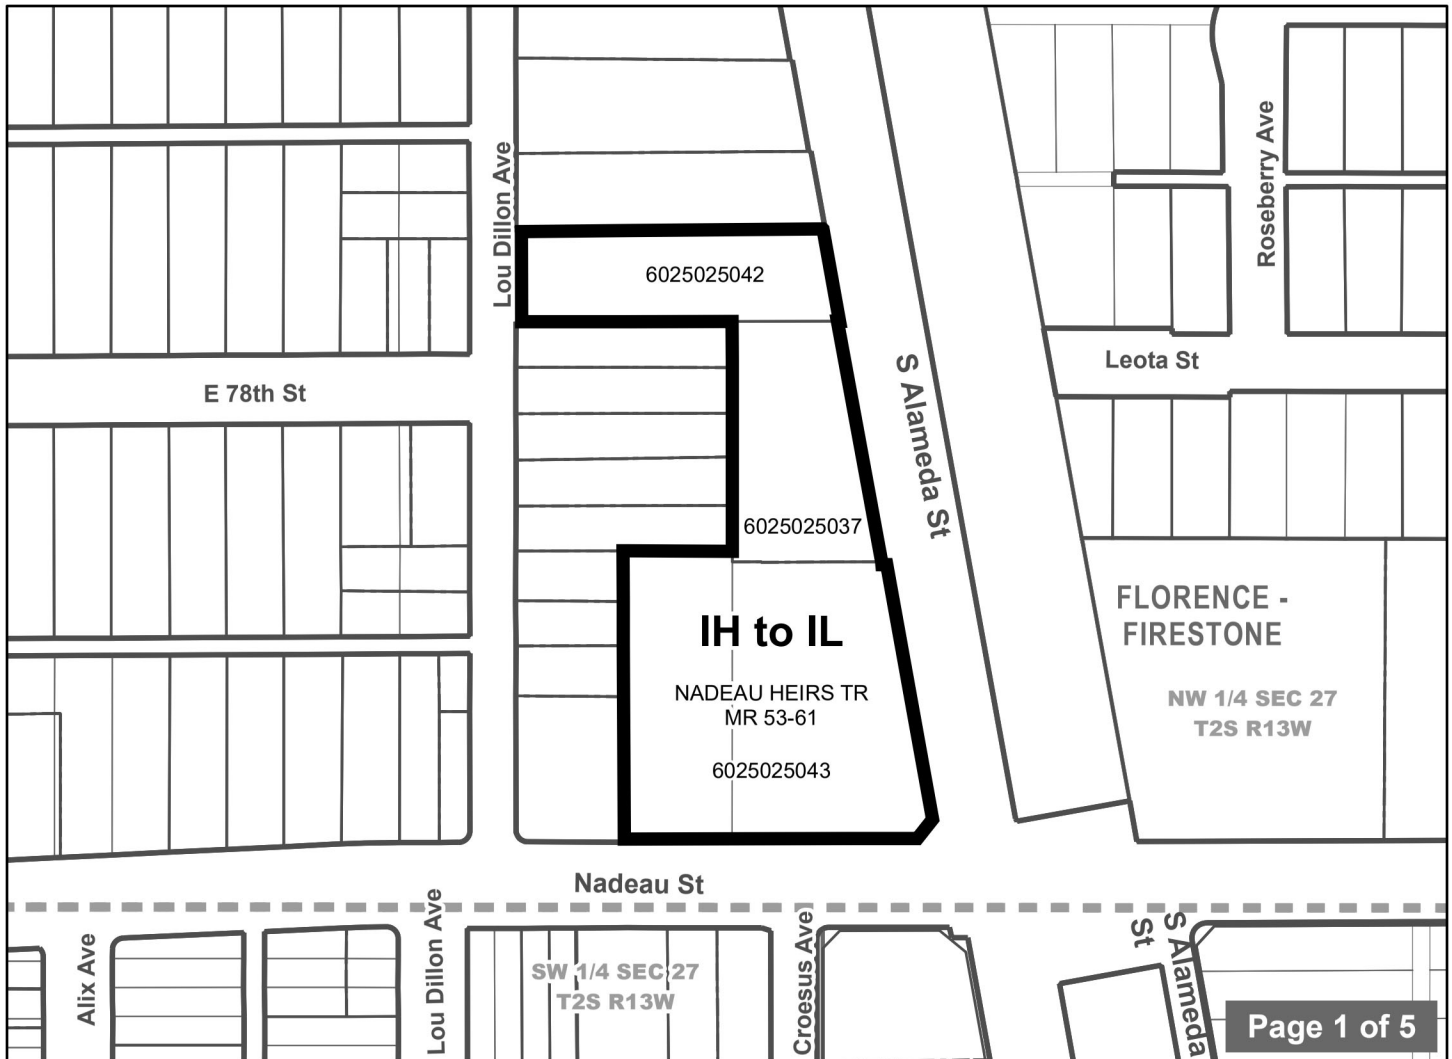 Lou Dillon Ave
Roseberry Ave
6025025042
E 78th St
S Alameda St
Leota St
6025025037
IH to IL
NADEAU HEIRS TR
MR 53-61
6025025043
FLORENCE -
FIRESTONE
NW 1/4 SEC 27
T2S R13W
Nadeau St
Alix Ave
Lou Dillon Ave
SW 1/4 SEC 27
T2S R13W
Croesus Ave
S Alameda
St
Page 1 of 5